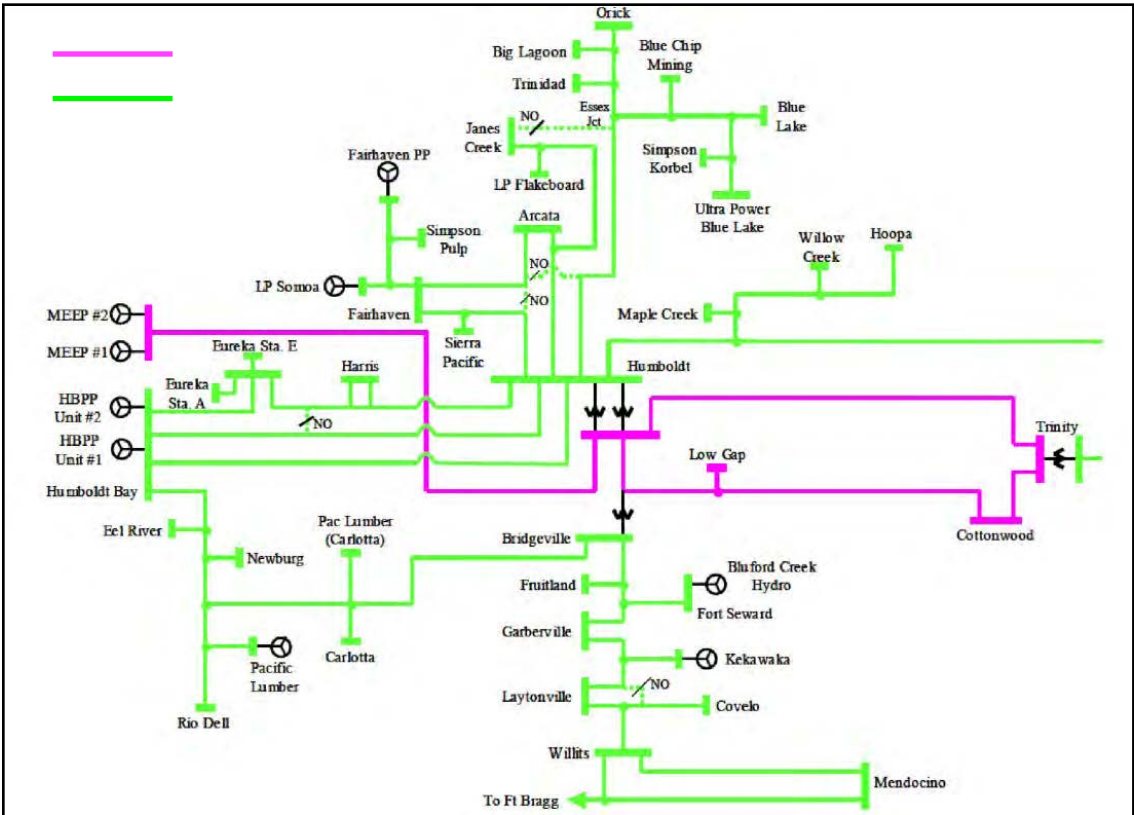 Orick
Big Lagoon
Blue Chip
Mining
Trinidad
NO
Essex
Jct
Blue
Lake
Janes
Creek
Simpson
Korbel
Fairhaven PP
LP Flakeboard
Ultra Power
Blue Lake
Arcata
Simpson
Pulp
Willow
Creek
Hoopa
NO
LP Somoa
NO
MEEP #2
Fairhaven
Maple Creek
Sierra
Pacific
MEEP #1
Eureka Sta. E
Harris
Humboldt
Eureka
Sta. A
HBPP
Unit #2
NO
HBPP
Unit #1
Trinity
Low Gap
Humboldt Bay
Pac Lumber
(Carlotta)
Eel River
Bridgeville
Cottonwood
Newburg
Bluford Creek
Hydro
Fruitland
Fort Seward
Garberville
Carlotta
Kekawaka
Pacific
Lumber
NO
Laytonville
Covelo
Rio Dell
Willits
Mendocino
To Ft Bragg